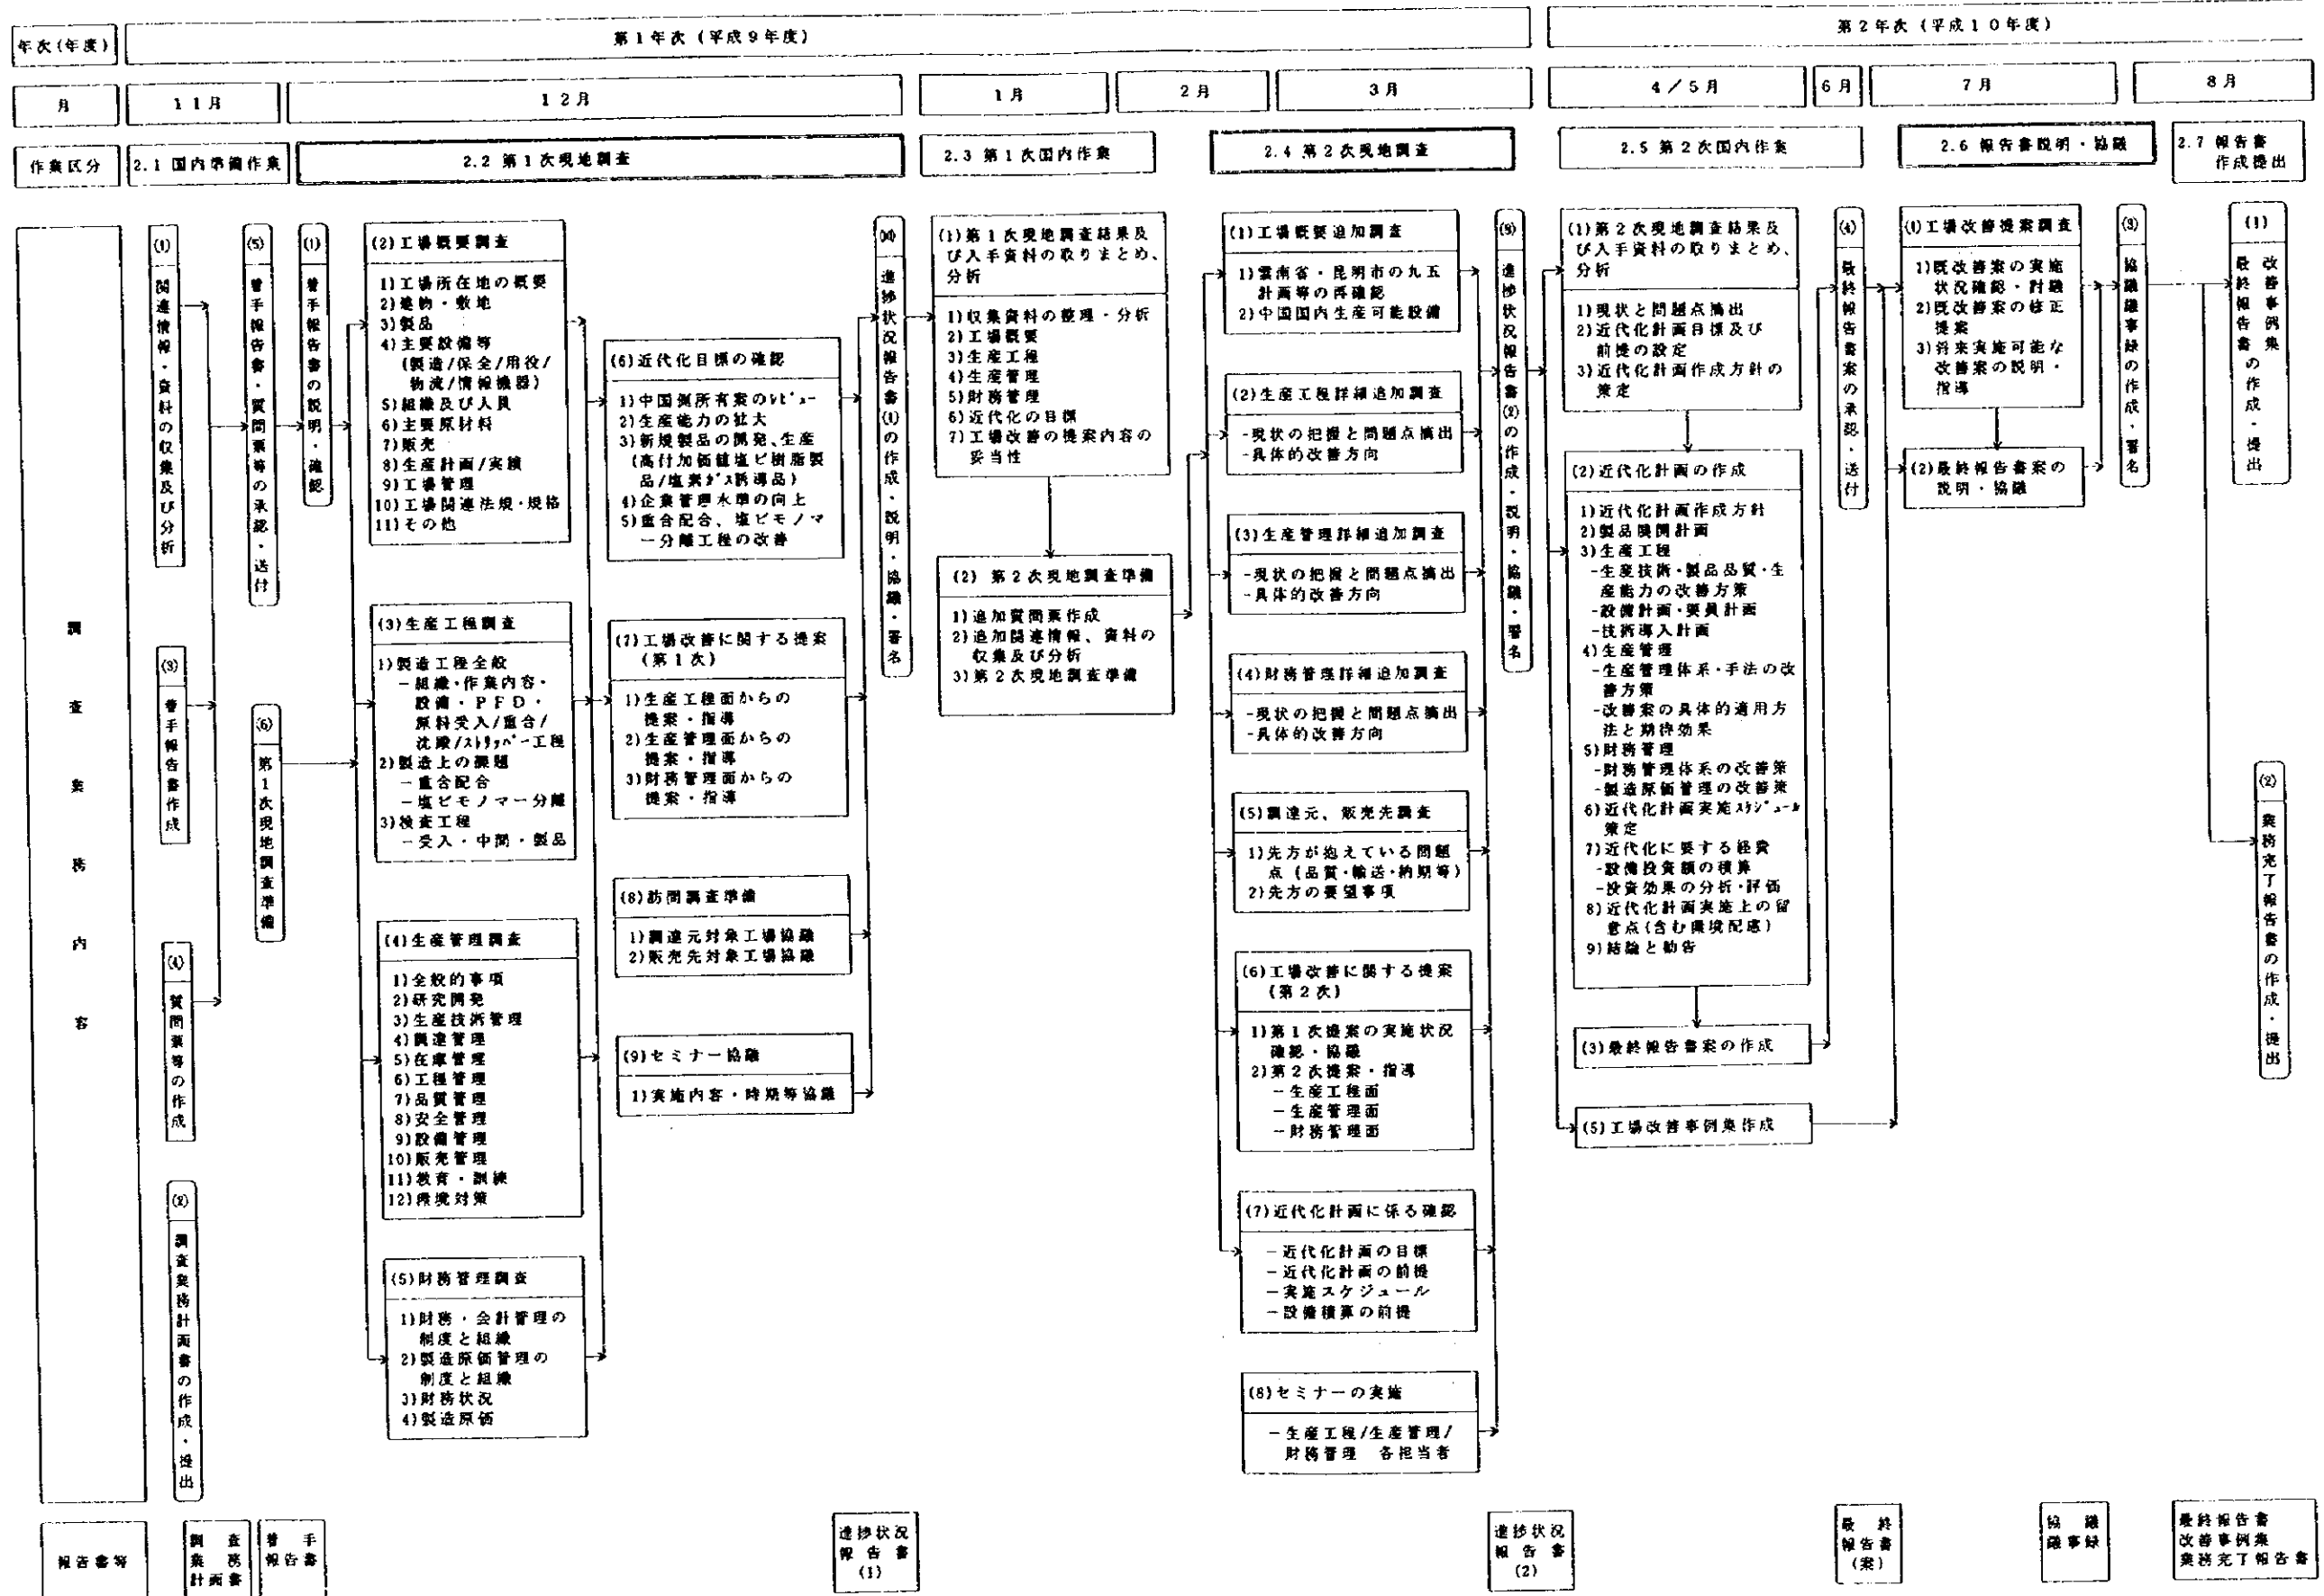 年次(年度)
第1年次 (平成9年度)
第2年次 (平成10年度)
月
11月
12月
1月
2月
3月
4/5月
6月
7月
8月
作業区分
2.1 国内準備作業
2.2 第1次現地調査
2.3 第1次国内作業
2.4 第2次現地調査
2.5 第2次国内作業
2.6 報告書説明・協議
2.7 報告書
作成提出
調査業務内容
(1) 関連情報・資料の収集及び分析
(3) 着手報告書作成
(4) 質問票等の作成
(2) 調査業務計画書の作成・提出
(5) 着手報告書・質問票等の承認・送付
(6) 第1次現地調査準備
(1) 着手報告書の説明・確認
(2)工場概要調査
1)工場所在地の概要
2)建物・敷地
3)製品
4)主要設備等
(製造/保全/用役/
物流/情報機器)
5)組織及び人員
6)主要原材料
7)販売
8)生産計画/実績
9)工場管理
10)工場関連法規・規格
11)その他
(3)生産工程調査
1)製造工程全般
-組織・作業内容・
設備・PFD・
原料受入/重合/
沈殿/ストリッパー工程
2)製造上の課題
-重合配合
-塩ビモノマー分離
3)検査工程
-受入・中間・製品
(4)生産管理調査
1)全般的事項
2)研究開発
3)生産技術管理
4)調達管理
5)在庫管理
6)工程管理
7)品質管理
8)安全管理
9)設備管理
10)販売管理
11)教育・訓練
12)環境対策
(5)財務管理調査
1)財務・会計管理の
制度と組織
2)製造原価管理の
制度と組織
3)財務状況
4)製造原価
(6)近代化目標の確認
1)中国側所有案のレビュー
2)生産能力の拡大
3)新規製品の開発、生産
(高付加価値塩ビ樹脂製
品/塩素ガス誘導品)
4)企業管理水準の向上
5)重合配合、塩ビモノマ
ー分離工程の改善
(7)工場改善に関する提案
(第1次)
1)生産工程面からの
提案・指導
2)生産管理面からの
提案・指導
3)財務管理面からの
提案・指導
(8)訪問調査準備
1)調達元対象工場協議
2)販売先対象工場協議
(9)セミナー協議
1)実施内容・時期等協議
(10) 進捗状況報告書(1)の作成・説明・協議・署名
(1)第1次現地調査結果及
び入手資料の取りまとめ、
分析
1)収集資料の整理・分析
2)工場概要
3)生産工程
4)生産管理
5)財務管理
6)近代化の目標
7)工場改善の提案内容の
妥当性
(2) 第2次現地調査準備
1)追加質問票作成
2)追加関連情報、資料の
収集及び分析
3)第2次現地調査準備
(1)工場概要追加調査
1)雲南省・昆明市の九五
計画等の再確認
2)中国国内生産可能設備
(2)生産工程詳細追加調査
-現状の把握と問題点摘出
-具体的改善方向
(3)生産管理詳細追加調査
-現状の把握と問題点摘出
-具体的改善方向
(4)財務管理詳細追加調査
-現状の把握と問題点摘出
-具体的改善方向
(5)調達元、販売先調査
1)先方が抱えている問題
点(品質・輸送・納期等)
2)先方の要望事項
(6)工場改善に関する提案
(第2次)
1)第1次提案の実施状況
確認・協議
2)第2次提案・指導
-生産工程面
-生産管理面
-財務管理面
(7)近代化計画に係る確認
-近代化計画の目標
-近代化計画の前提
-実施スケジュール
-設備積算の前提
(8)セミナーの実施
-生産工程/生産管理/
財務管理 各担当者
(9) 進捗状況報告書(2)の作成・説明・協議・署名
(1)第2次現地調査結果及
び入手資料の取りまとめ、
分析
1)現状と問題点摘出
2)近代化計画目標及び
前提の設定
3)近代化計画作成方針の
策定
(2)近代化計画の作成
1)近代化計画作成方針
2)製品展開計画
3)生産工程
-生産技術・製品品質・生
産能力の改善方策
-設備計画・要員計画
-技術導入計画
4)生産管理
-生産管理体系・手法の改
善方策
-改善案の具体的適用方
法と期待効果
5)財務管理
-財務管理体系の改善策
-製造原価管理の改善策
6)近代化計画実施スケジュール
策定
7)近代化に要する経費
-設備投資額の積算
-投資効果の分析・評価
8)近代化計画実施上の留
意点(含む環境配慮)
9)結論と勧告
(3)最終報告書案の作成
(5)工場改善事例集作成
(4) 最終報告書案の承認・送付
(1)工場改善提案調査
1)既改善案の実施
状況確認・討議
2)既改善案の修正
提案
3)将来実施可能な
改善案の説明・
指導
(2)最終報告書案の
説明・協議
(3) 協議議事録の作成・署名
(1) 改善事例集
最終報告書の作成・提出
(2) 業務完了報告書の作成・提出
報告書等
調査
業務
計画書
着手
報告書
進捗状況
報告書
(1)
進捗状況
報告書
(2)
最終
報告書
(案)
協議
議事録
最終報告書
改善事例集
業務完了報告書